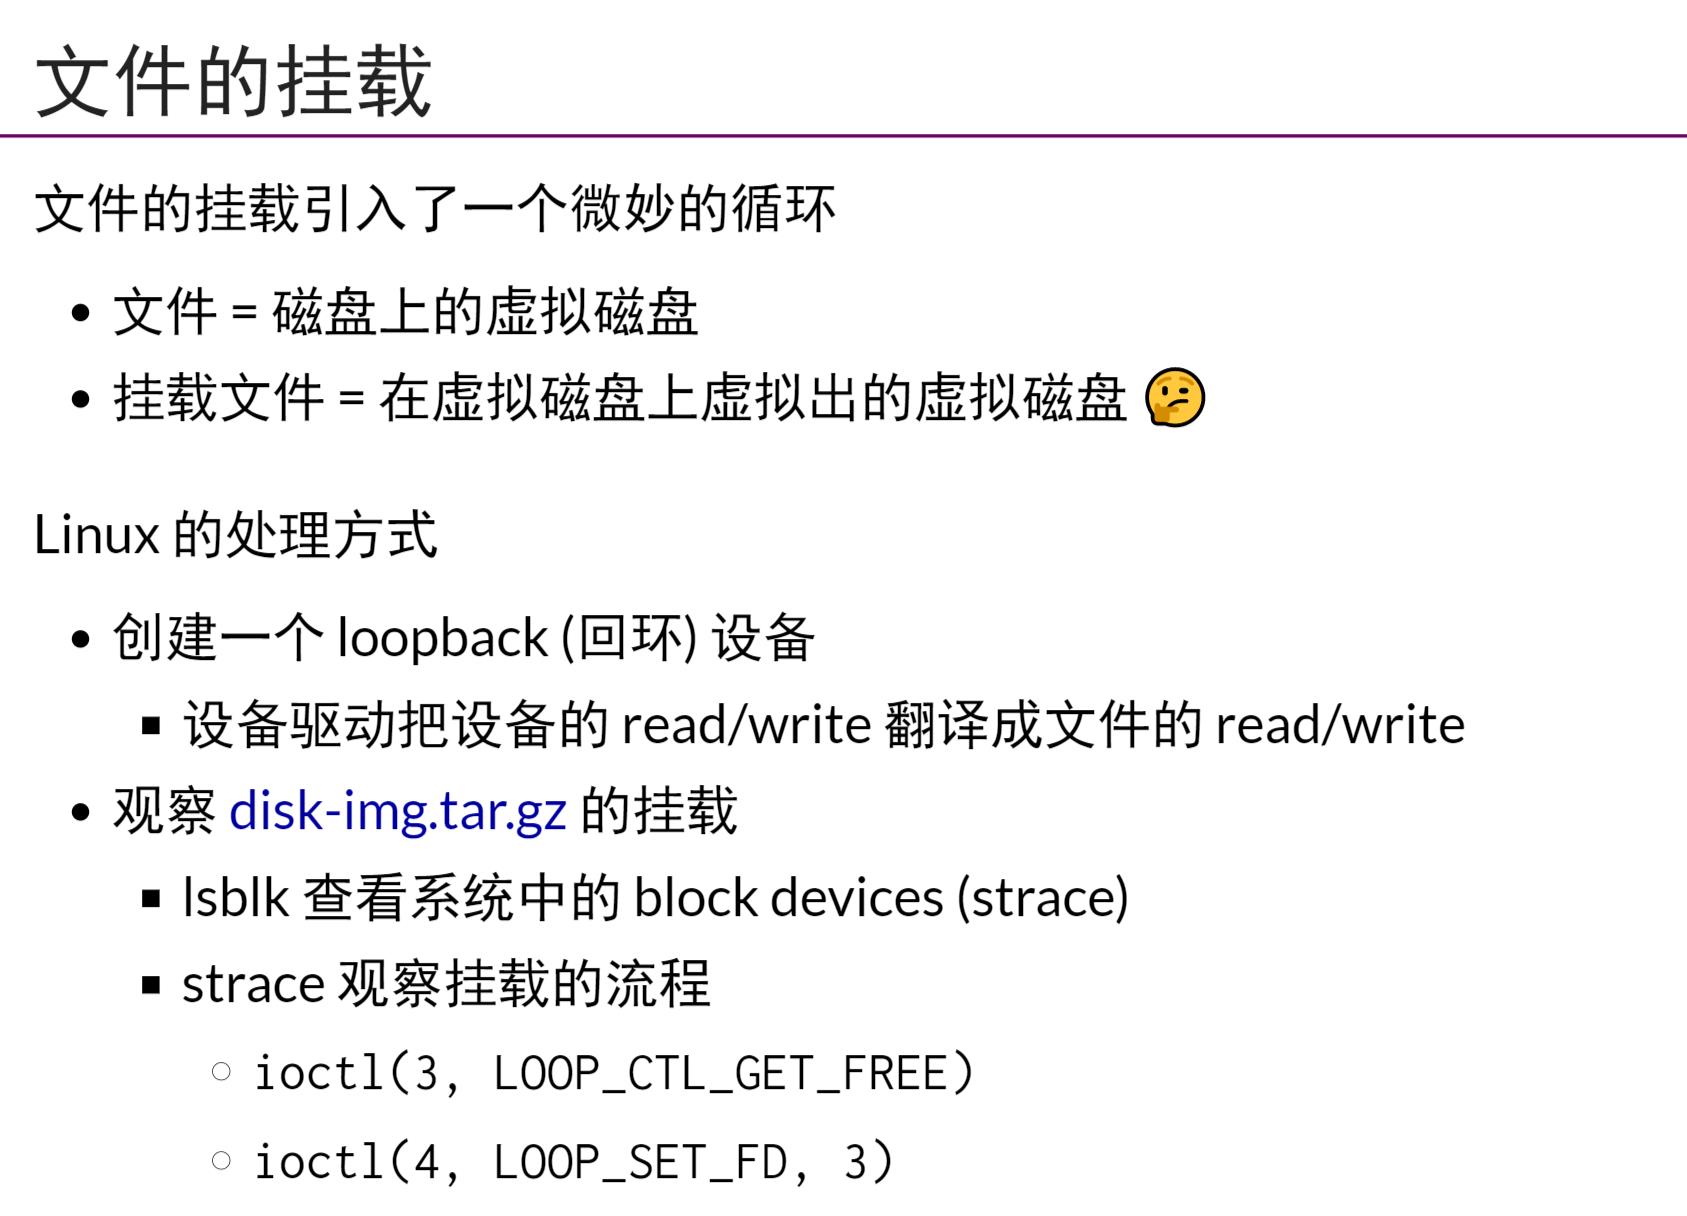 文件的挂载
文件的挂载引入了一个微妙的循环
• 文件 = 磁盘上的虚拟磁盘
• 挂载文件 = 在虚拟磁盘上虚拟出的虚拟磁盘 🤔
Linux 的处理方式
• 创建一个 loopback (回环) 设备
▪ 设备驱动把设备的 read/write 翻译成文件的 read/write
• 观察 disk-img.tar.gz 的挂载
▪ lsblk 查看系统中的 block devices (strace)
▪ strace 观察挂载的流程
○ ioctl(3, LOOP_CTL_GET_FREE)
○ ioctl(4, LOOP_SET_FD, 3)